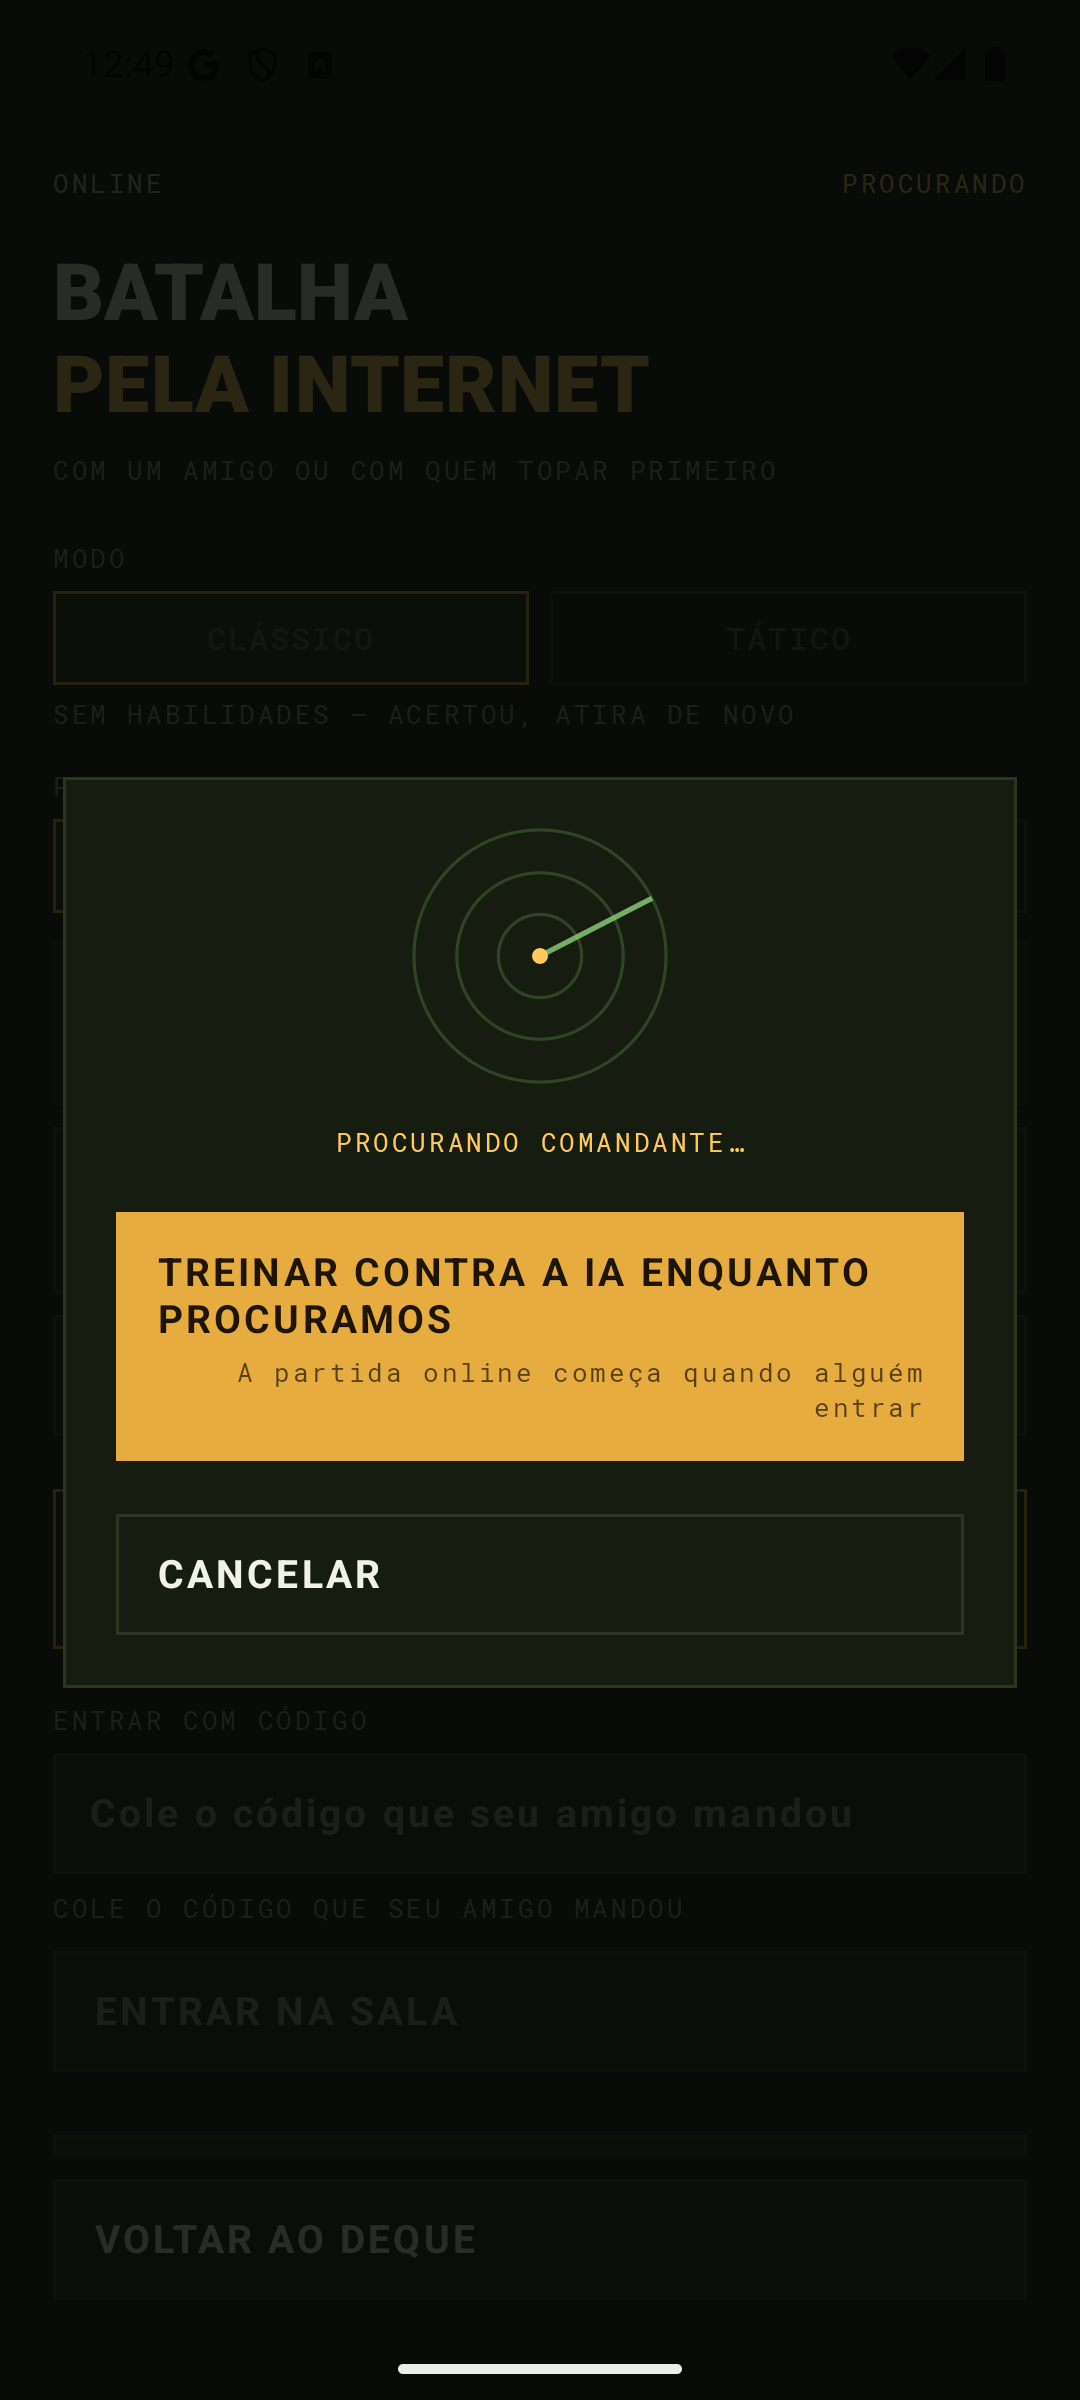 12:49
ONLINE
PROCURANDO
BATALHA
PELA INTERNET
COM UM AMIGO OU COM QUEM TOPAR PRIMEIRO
MODO
CLÁSSICO
TÁTICO
SEM HABILIDADES — ACERTOU, ATIRA DE NOVO
PROCURANDO COMANDANTE…
TREINAR CONTRA A IA ENQUANTO
PROCURAMOS
A partida online começa quando alguém
entrar
CANCELAR
ENTRAR COM CÓDIGO
Cole o código que seu amigo mandou
COLE O CÓDIGO QUE SEU AMIGO MANDOU
ENTRAR NA SALA
VOLTAR AO DEQUE